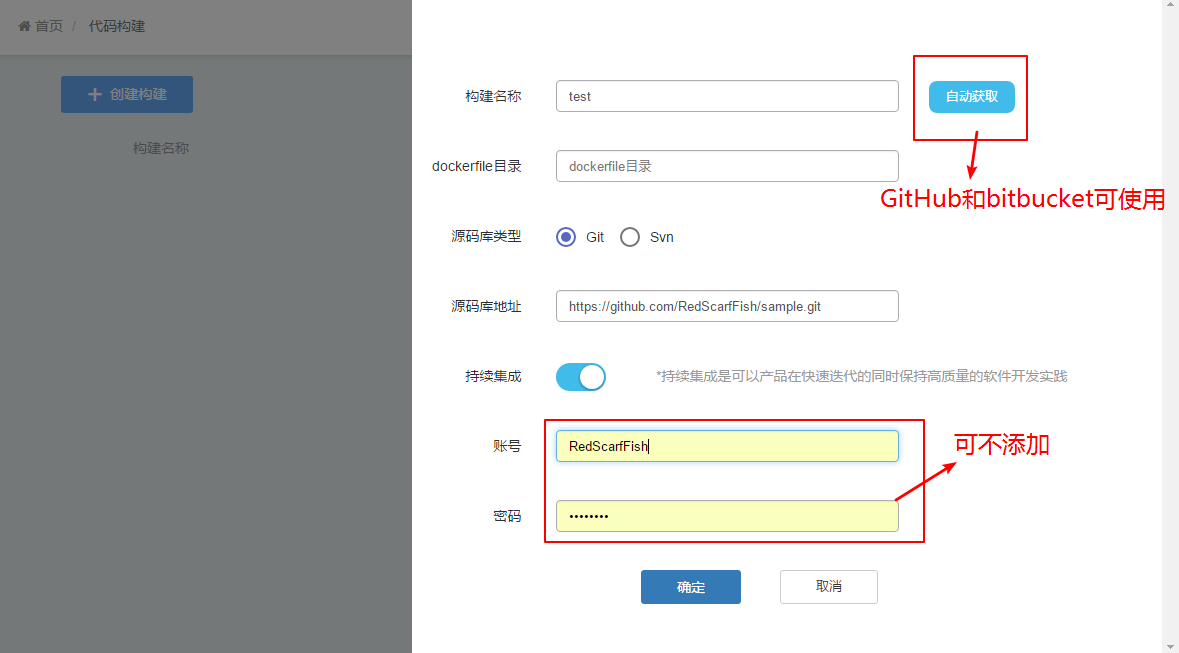 首页 / 代码构建
创建构建
构建名称
构建名称 test 自动获取
dockerfile目录 dockerfile目录
GitHub和bitbucket可使用
源码库类型 Git Svn
源码库地址 https://github.com/RedScarfFish/sample.git
持续集成 *持续集成是可以产品在快速迭代的同时保持高质量的软件开发实践
账号 RedScarfFish
可不添加
密码 ••••••••
确定 取消